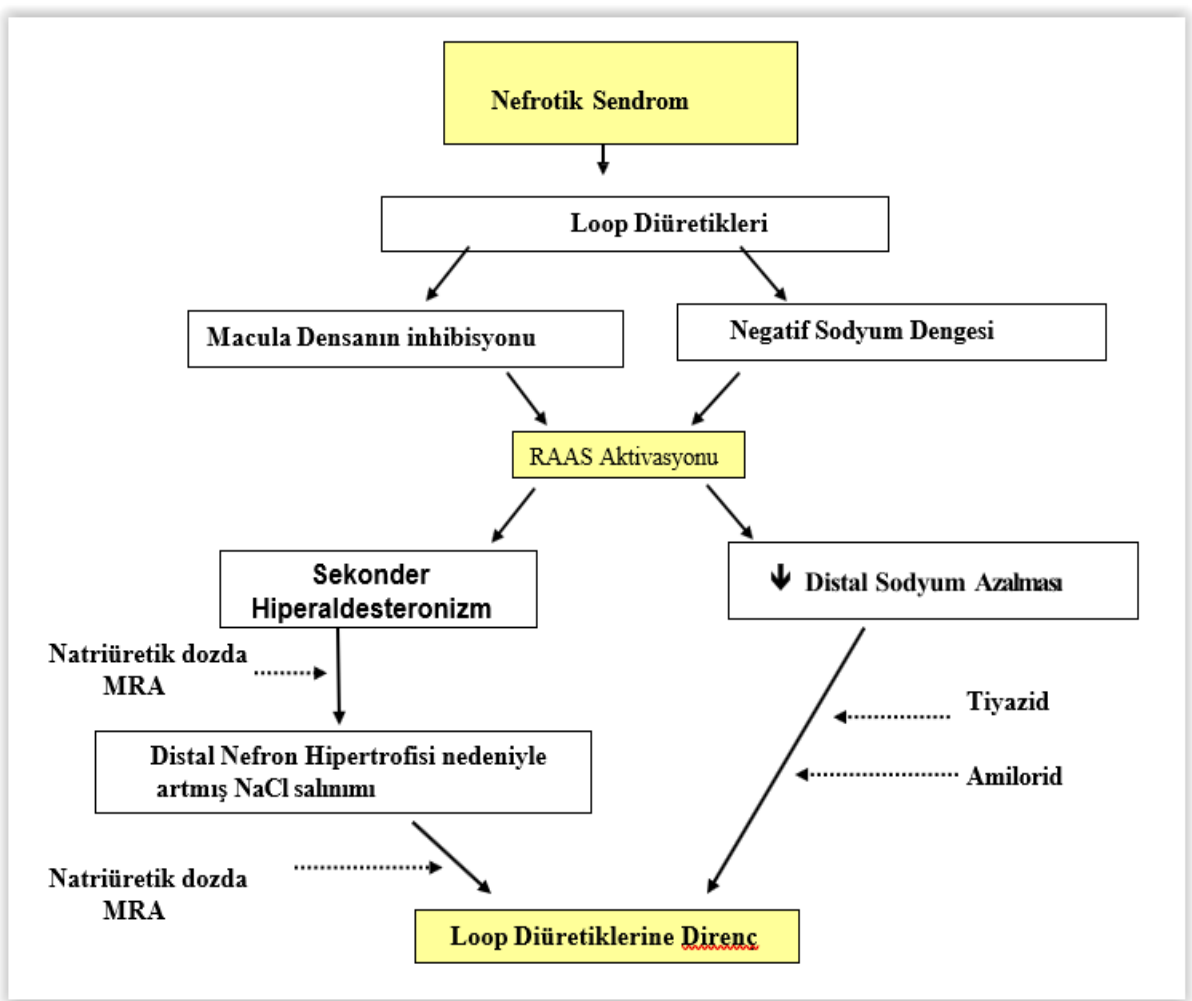 Nefrotik Sendrom
Loop Diüretikleri
Macula Densanın inhibisyonu
Negatif Sodyum Dengesi
RAAS Aktivasyonu
Sekonder
Hiperaldesteronizm
🡻 Distal Sodyum Azalması
Natriüretik dozda
MRA
Tiyazid
Distal Nefron Hipertrofisi nedeniyle
artmış NaCl salınımı
Amilorid
Natriüretik dozda
MRA
Loop Diüretiklerine Direnç